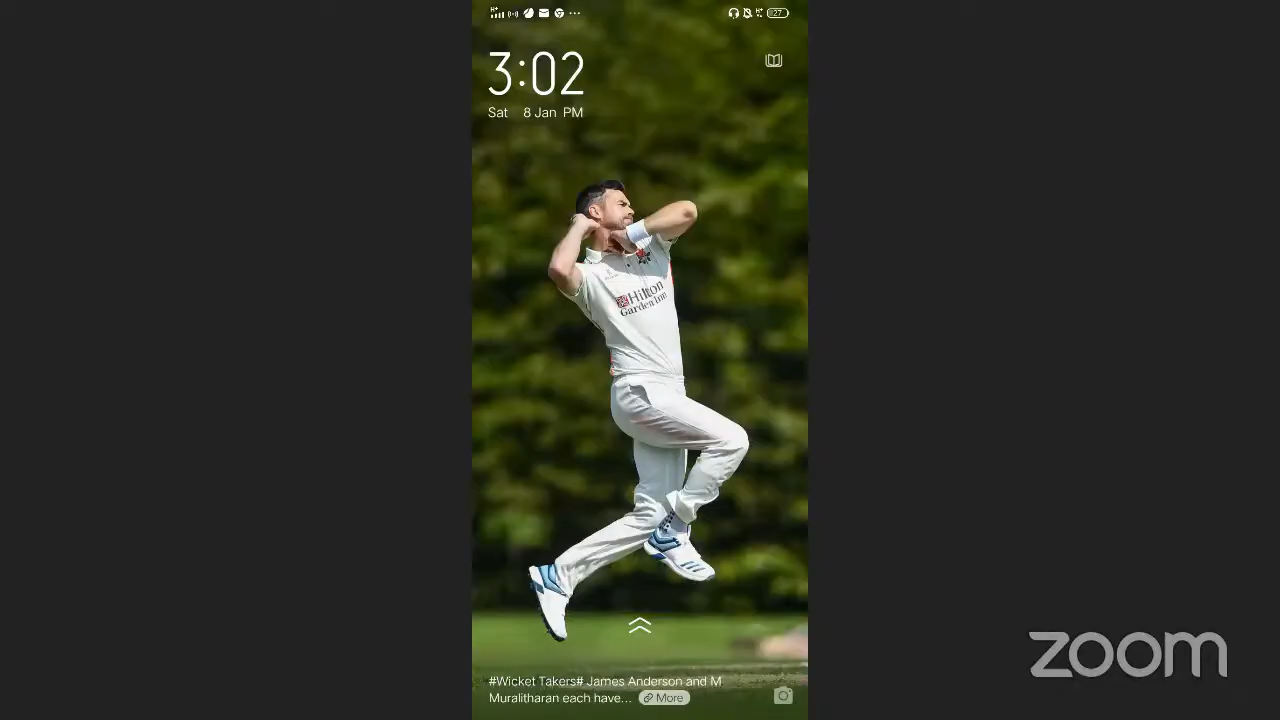 H+
27
3:02
Sat 8 Jan PM
Hilton
Garden Inn
#Wicket Takers# James Anderson and M
Muralitharan each have... More
zoom